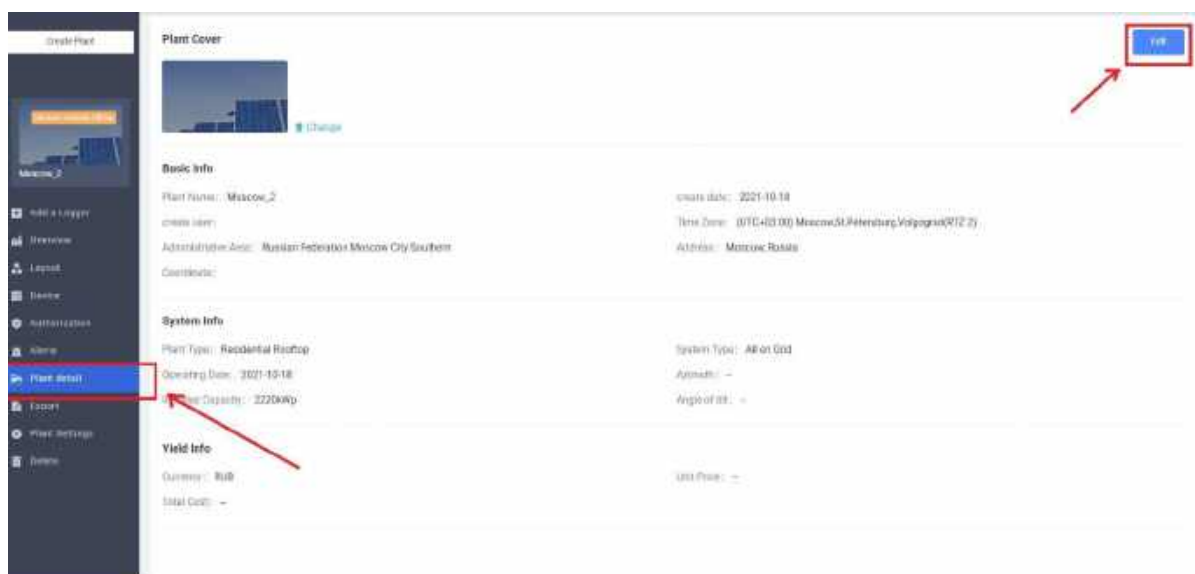 Create Plant
Moscow_2
Add a Logger
Overview
Layout
Device
Authorization
Alerts
Plant detail
Export
Plant Settings
Delete
Plant Cover
Edit
Change
Basic Info
Plant Name: Moscow_2
create date: 2021-10-18
create user:
Time Zone: (UTC+03:00) Moscow,St.Petersburg,Volgograd(RTZ 2)
Administrative Area: Russian Federation Moscow City Southern
Address: Moscow, Russia
Coordinate:
System Info
Plant Type: Residential Rooftop
System Type: All on Grid
Operating Date: 2021-10-18
Azimuth: --
Capacity: 2220kWp
Angle of tilt: --
Yield Info
Currency: RUB
Unit Price: --
Total Cost: --